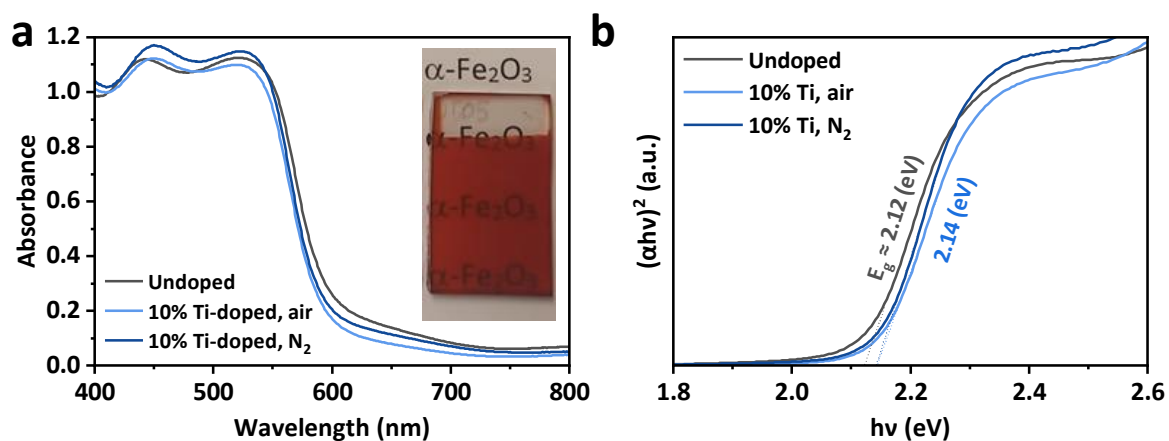 a
Absorbance
1.2
1.0
0.8
0.6
0.4
0.2
0.0
400
500
600
700
800
Wavelength (nm)
Undoped
10% Ti-doped, air
10% Ti-doped, N₂
α-Fe₂O₃
α-Fe₂O₃
α-Fe₂O₃
α-Fe₂O₃
b
(αhν)² (a.u.)
Undoped
10% Ti, air
10% Ti, N₂
E_g ≈ 2.12 (eV)
2.14 (eV)
1.8
2.0
2.2
2.4
2.6
hν (eV)